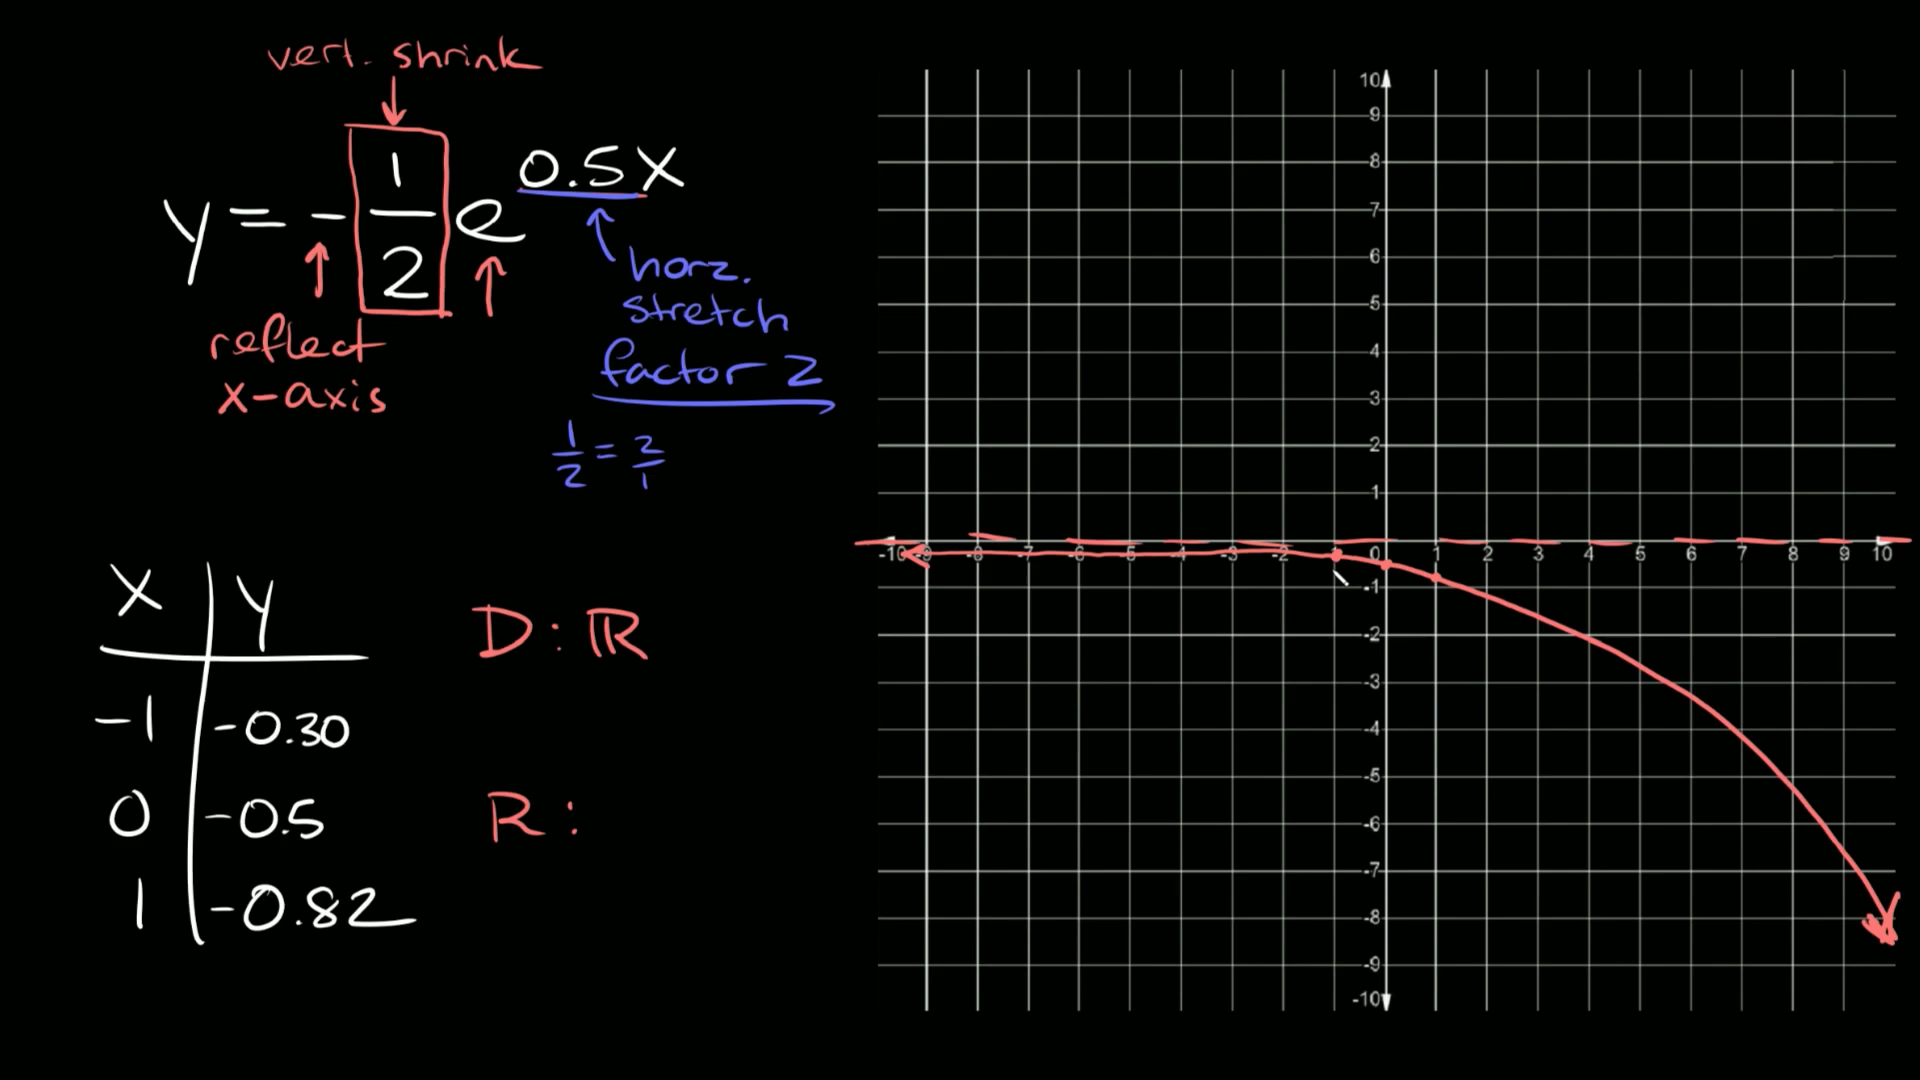 vert. shrink
y = - 1/2 e^0.5x
reflect
x-axis
horz.
stretch
factor 2
1/2 = 2/1
x | y
-1 | -0.30
0 | -0.5
1 | -0.82
D: ℝ
R:
10
9
8
7
6
5
4
3
2
1
-10 -9 -8 -7 -6 -5 -4 -3 -2 0 1 2 3 4 5 6 7 8 9 10
-1
-2
-3
-4
-5
-6
-7
-8
-9
-10